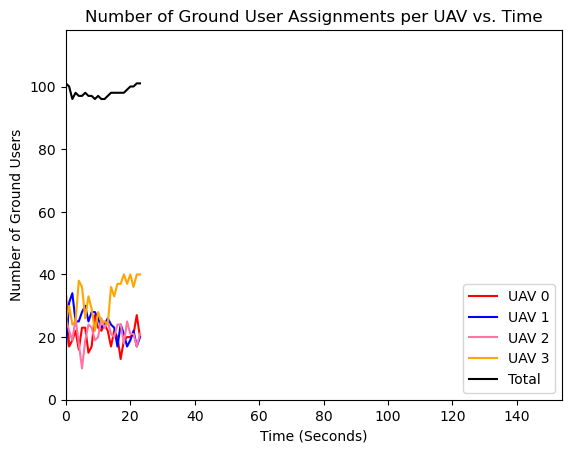 Number of Ground User Assignments per UAV vs. Time
Number of Ground Users
100
80
60
40
20
0
0 20 40 60 80 100 120 140
Time (Seconds)
UAV 0
UAV 1
UAV 2
UAV 3
Total